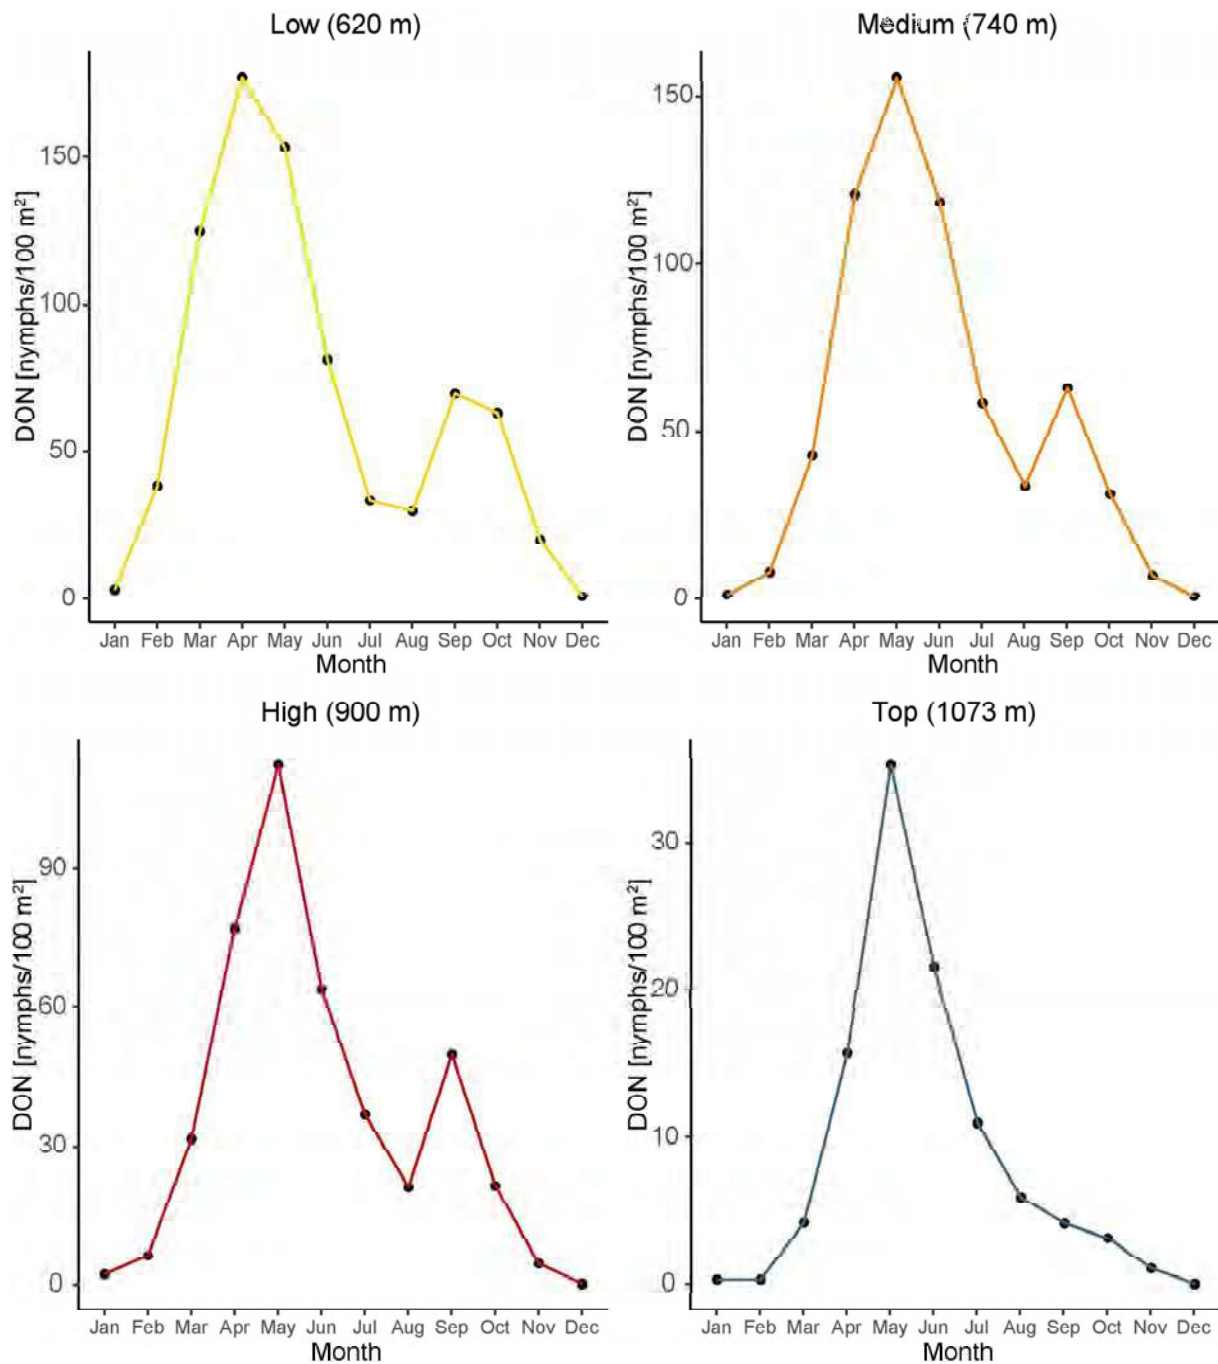 Low (620 m)
DON [nymphs/100 m²]
150
100
50
0
Jan Feb Mar Apr May Jun Jul Aug Sep Oct Nov Dec
Month
Medium (740 m)
DON [nymphs/100 m²]
150
100
50
0
Jan Feb Mar Apr May Jun Jul Aug Sep Oct Nov Dec
Month
High (900 m)
DON [nymphs/100 m²]
90
60
30
0
Jan Feb Mar Apr May Jun Jul Aug Sep Oct Nov Dec
Month
Top (1073 m)
DON [nymphs/100 m²]
30
20
10
0
Jan Feb Mar Apr May Jun Jul Aug Sep Oct Nov Dec
Month